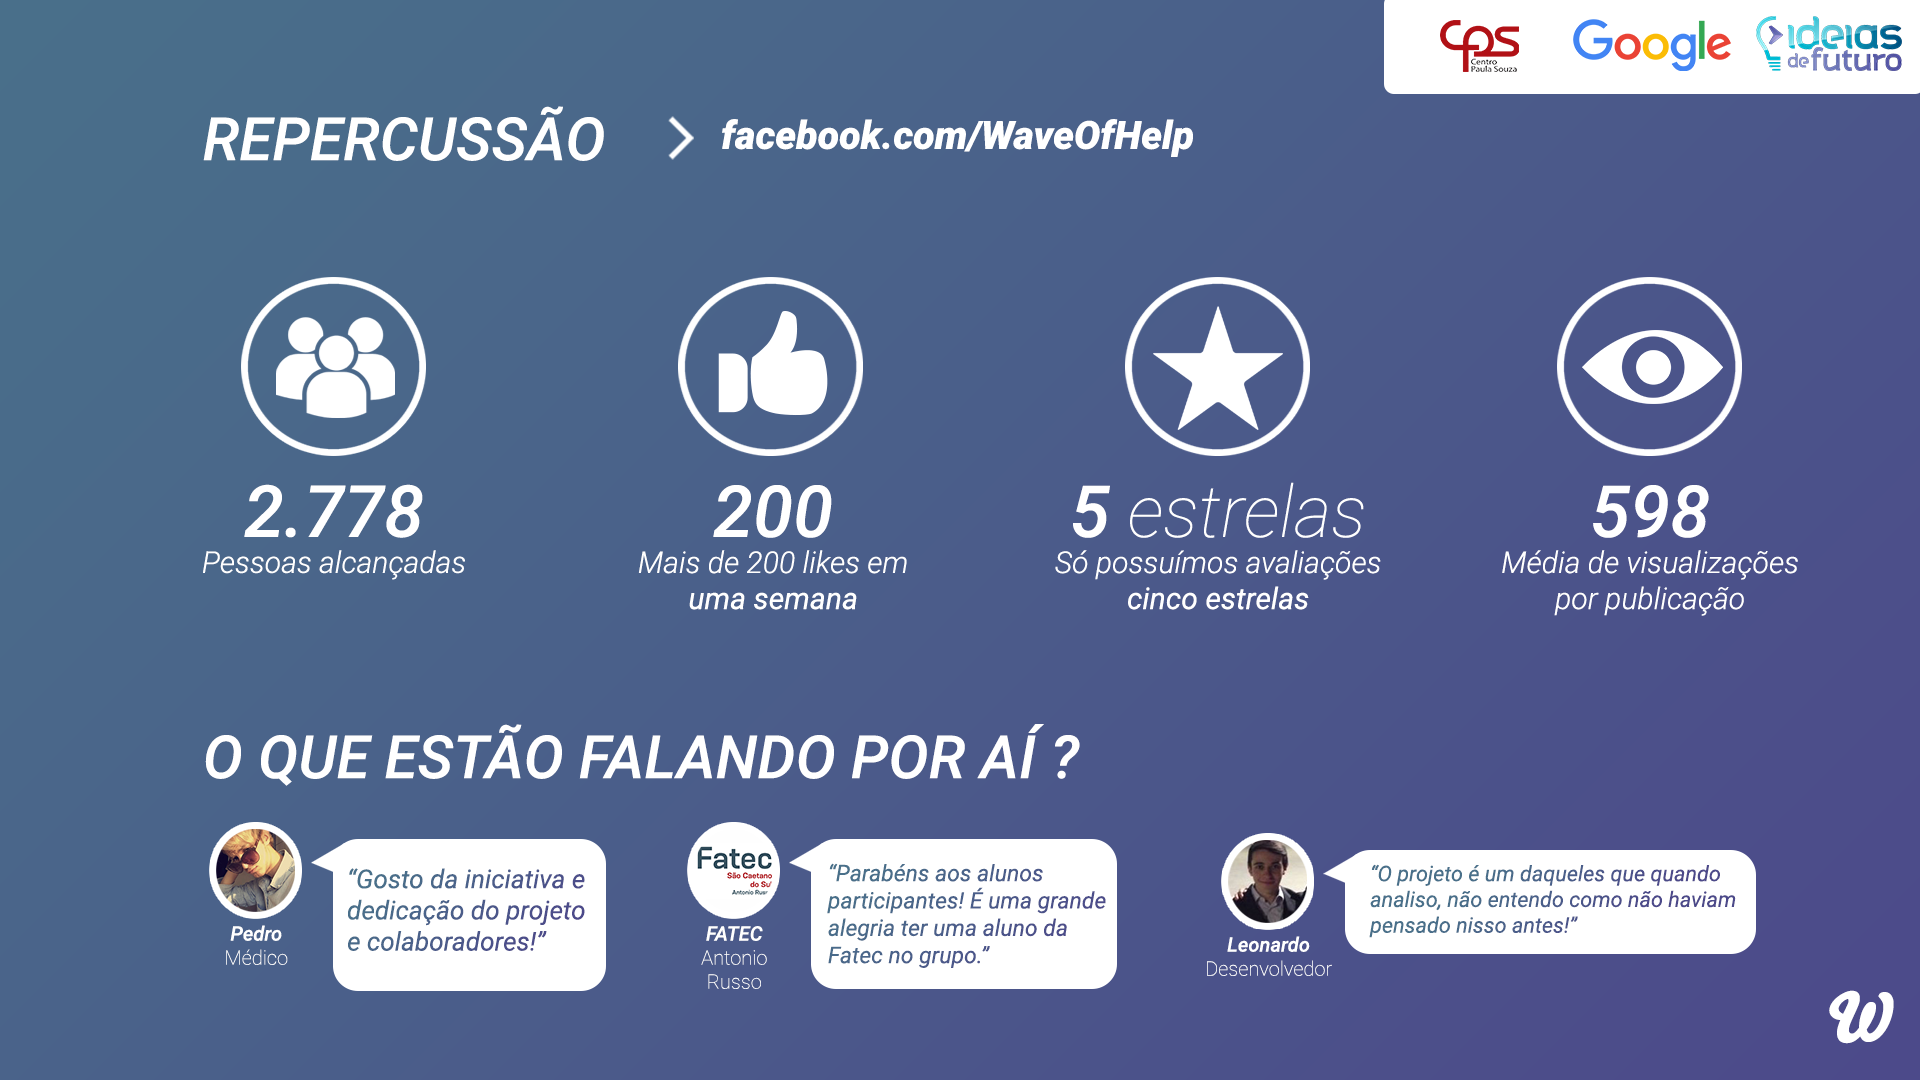 CPS
Centro
Paula Souza
Google
ideias
de futuro
REPERCUSSÃO
facebook.com/WaveOfHelp
2.778
Pessoas alcançadas
200
Mais de 200 likes em
uma semana
5 estrelas
Só possuímos avaliações
cinco estrelas
598
Média de visualizações
por publicação
O QUE ESTÃO FALANDO POR AÍ ?
Pedro
Médico
“Gosto da iniciativa e
dedicação do projeto
e colaboradores!”
Fatec
São Caetano
do Su
Antonio Russ
FATEC
Antonio
Russo
“Parabéns aos alunos
participantes! É uma grande
alegria ter uma aluno da
Fatec no grupo.”
Leonardo
Desenvolvedor
“O projeto é um daqueles que quando
analiso, não entendo como não haviam
pensado nisso antes!”
W